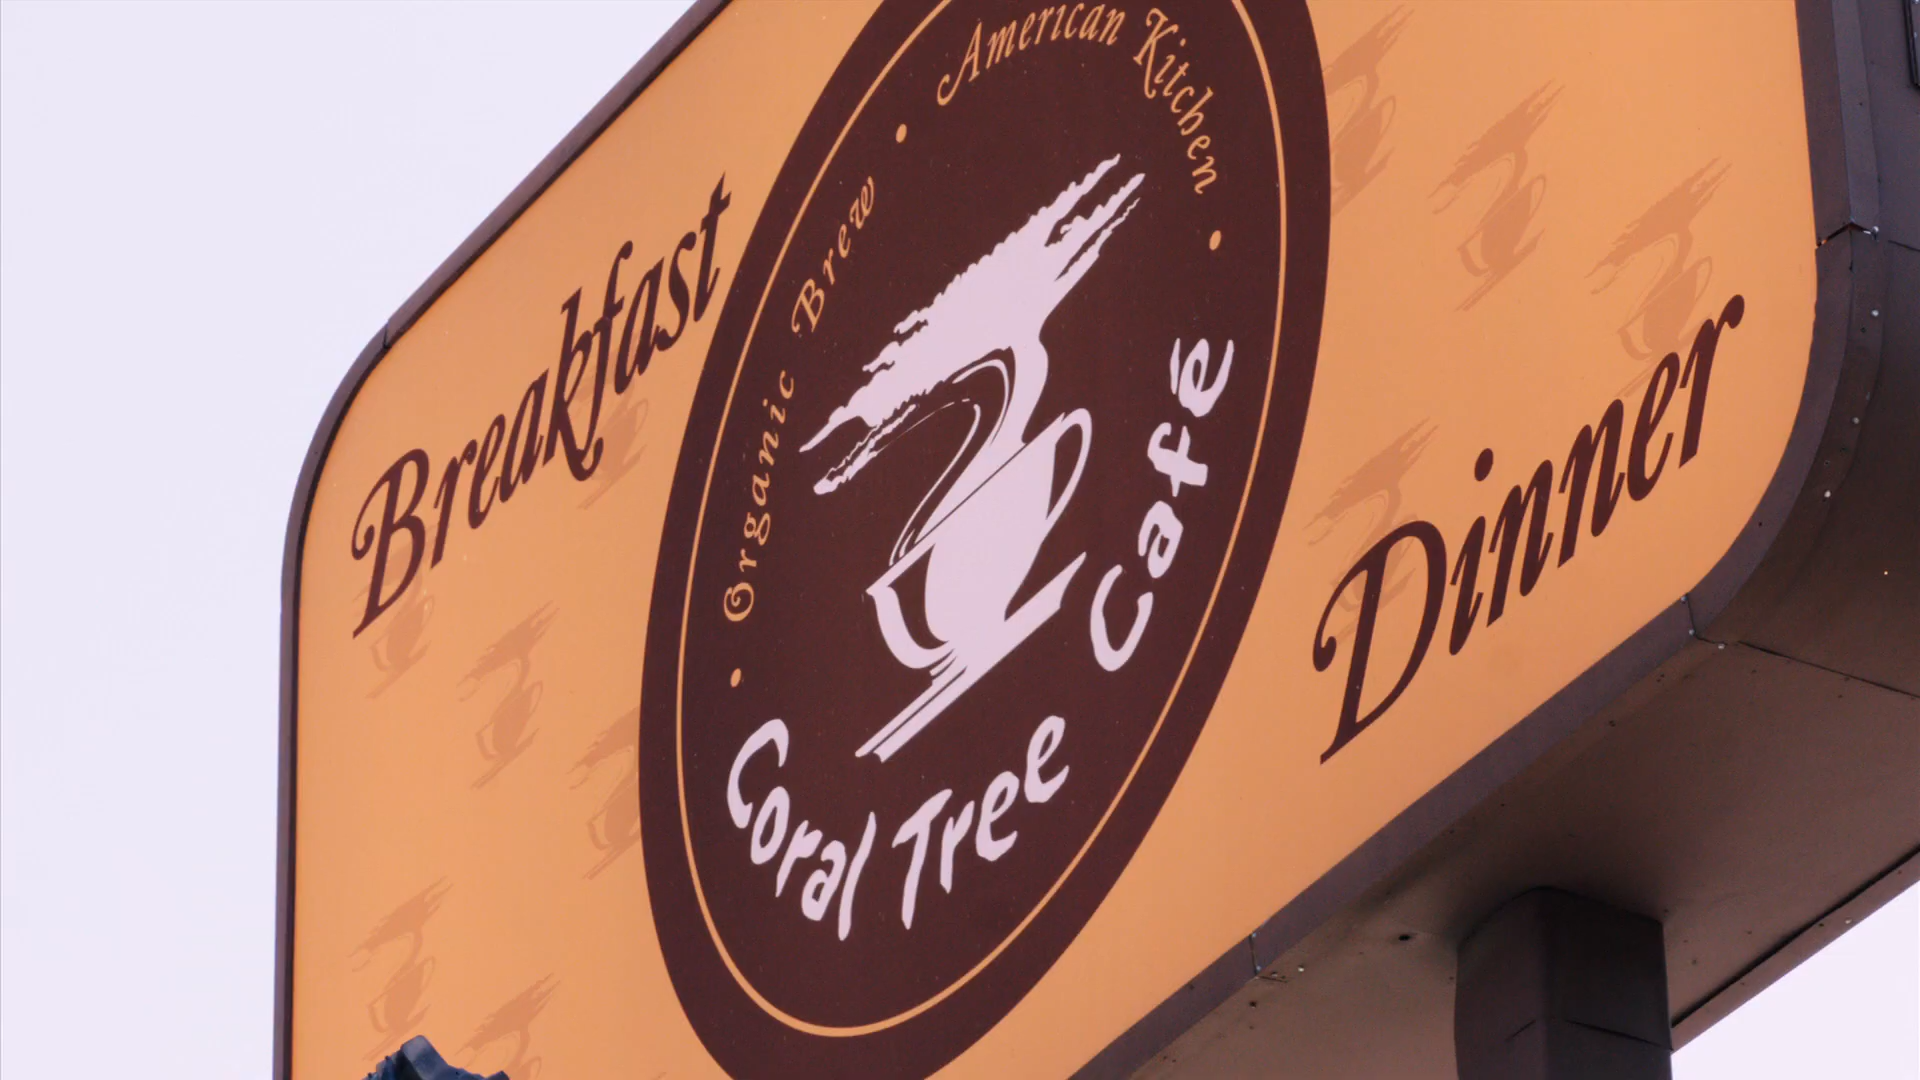 Organic Brew • American Kitchen •
Breakfast
Coral Tree Café
Dinner